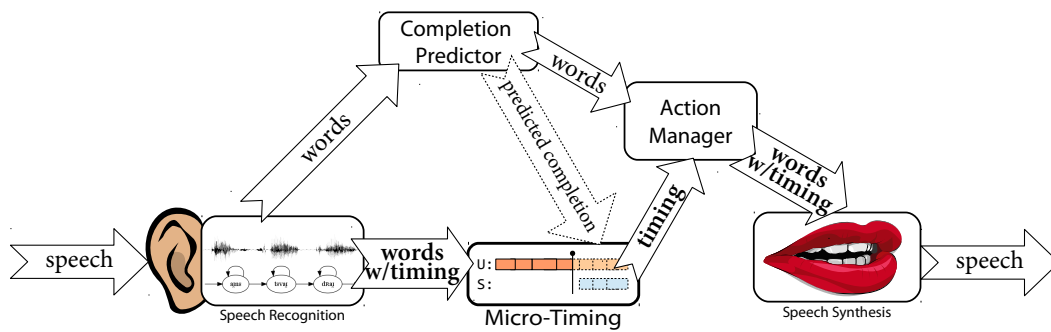 Completion
Predictor
words
words
predicted completion
Action
Manager
words
w/timing
timing
speech
words
w/timing
U:
S:
speech
Speech Recognition
Micro-Timing
Speech Synthesis